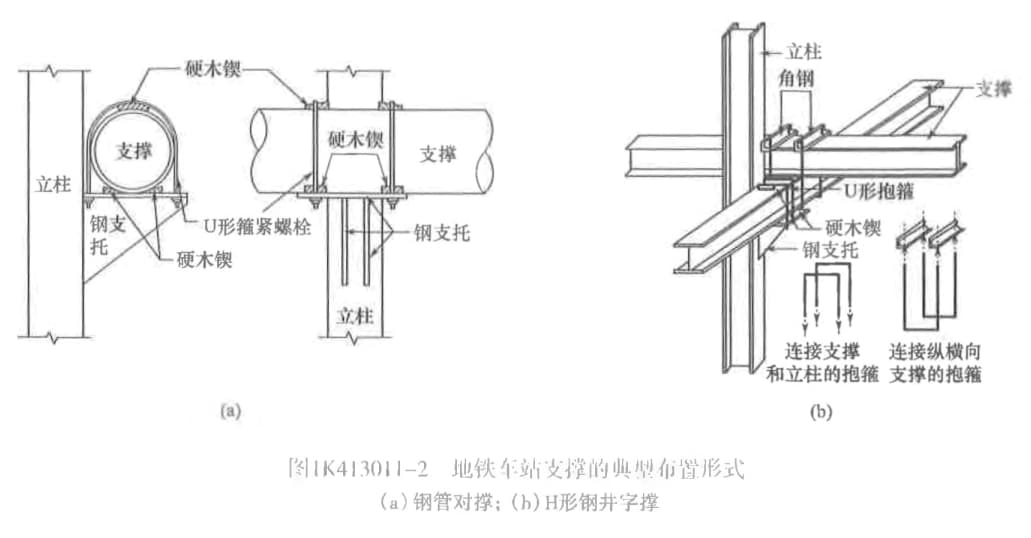 硬木锲
支撑
立柱
钢支
托
U形箍紧螺栓
硬木锲
硬木锲
支撑
钢支托
立柱
(a)
立柱
角钢
支撑
U形抱箍
硬木锲
钢支托
连接支撑
和立柱的抱箍
连接纵横向
支撑的抱箍
(b)
图1K413011-2 地铁车站支撑的典型布置形式
(a)钢管对撑；(b)H形钢井字撑